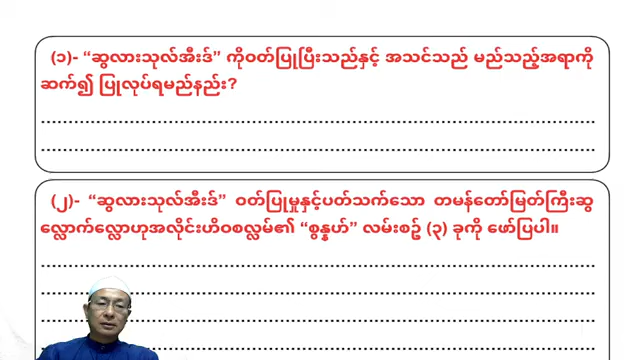 (၁)- “ဆွလားသုလ်အီးဒ်” ကိုဝတ်ပြုပြီးသည်နှင့် အသင်သည် မည်သည့်အရာကို
ဆက်၍ ပြုလုပ်ရမည်နည်း?
(၂)- “ဆွလားသုလ်အီးဒ်” ဝတ်ပြုမှုနှင့်ပတ်သက်သော တမန်တော်မြတ်ကြီးဆွ
လ္လောက်လ္လောဟုအလိုင်းဟိဝစလ္လမ်၏ “စွန္နဟ်” လမ်းစဥ် (၃) ခုကို ဖော်ပြပါ။